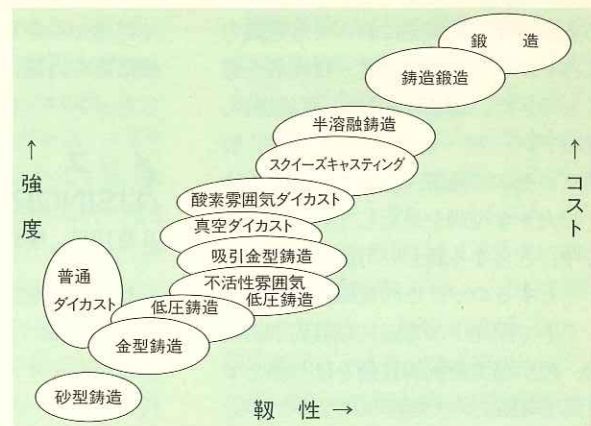 鍛 造
鋳造鍛造
半溶融鋳造
スクイーズキャスティング
酸素雰囲気ダイカスト
真空ダイカスト
吸引金型鋳造
不活性雰囲気
低圧鋳造
低圧鋳造
普通
ダイカスト
金型鋳造
砂型鋳造
↑
強
度
↑
コスト
靱 性 →